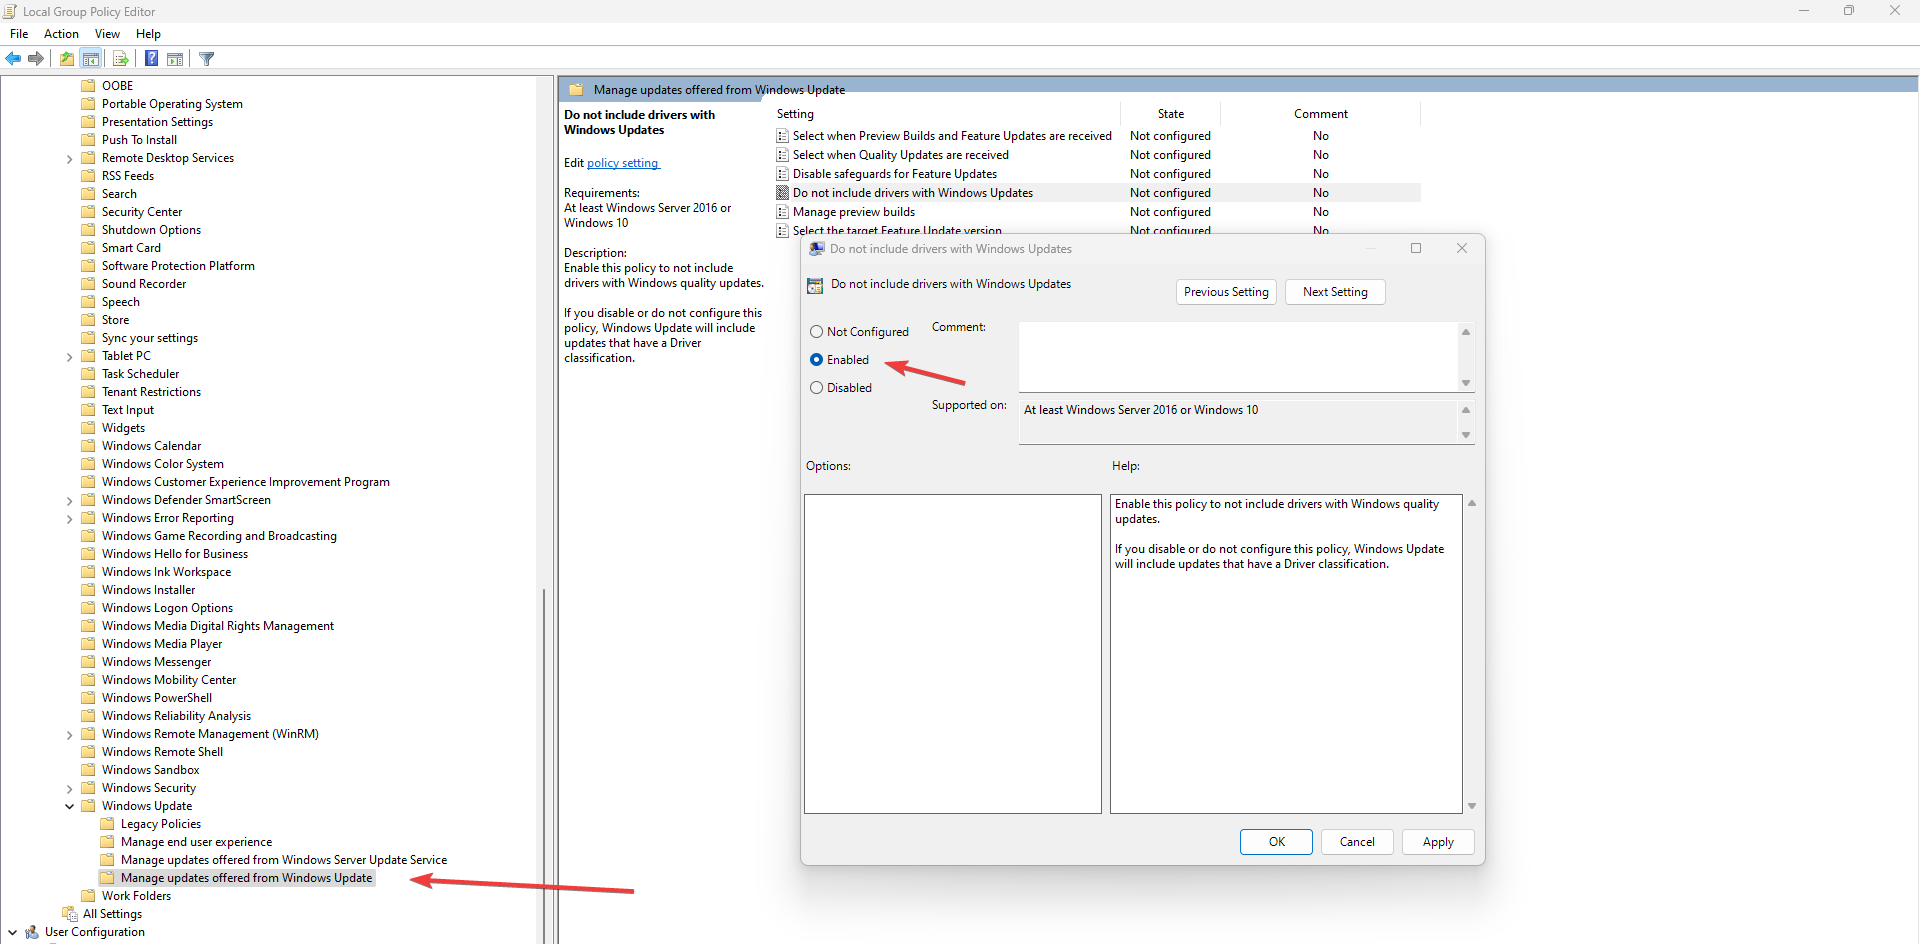 Local Group Policy Editor
File Action View Help
OOBE
Portable Operating System
Presentation Settings
Push To Install
Remote Desktop Services
RSS Feeds
Search
Security Center
Shutdown Options
Smart Card
Software Protection Platform
Sound Recorder
Speech
Store
Sync your settings
Tablet PC
Task Scheduler
Tenant Restrictions
Text Input
Widgets
Windows Calendar
Windows Color System
Windows Customer Experience Improvement Program
Windows Defender SmartScreen
Windows Error Reporting
Windows Game Recording and Broadcasting
Windows Hello for Business
Windows Ink Workspace
Windows Installer
Windows Logon Options
Windows Media Digital Rights Management
Windows Media Player
Windows Messenger
Windows Mobility Center
Windows PowerShell
Windows Reliability Analysis
Windows Remote Management (WinRM)
Windows Remote Shell
Windows Sandbox
Windows Security
Windows Update
Legacy Policies
Manage end user experience
Manage updates offered from Windows Server Update Service
Manage updates offered from Windows Update
Work Folders
All Settings
User Configuration
Manage updates offered from Windows Update
Do not include drivers with
Windows Updates
Edit policy setting
Requirements:
At least Windows Server 2016 or
Windows 10
Description:
Enable this policy to not include
drivers with Windows quality updates.
If you disable or do not configure this
policy, Windows Update will include
updates that have a Driver
classification.
Setting State Comment
Select when Preview Builds and Feature Updates are received Not configured No
Select when Quality Updates are received Not configured No
Disable safeguards for Feature Updates Not configured No
Do not include drivers with Windows Updates Not configured No
Manage preview builds Not configured No
Select the target Feature Update version Not configured No
Do not include drivers with Windows Updates
Do not include drivers with Windows Updates
Previous Setting Next Setting
Not Configured Comment:
Enabled
Disabled
Supported on: At least Windows Server 2016 or Windows 10
Options: Help:
Enable this policy to not include drivers with Windows quality
updates.
If you disable or do not configure this policy, Windows Update
will include updates that have a Driver classification.
OK Cancel Apply